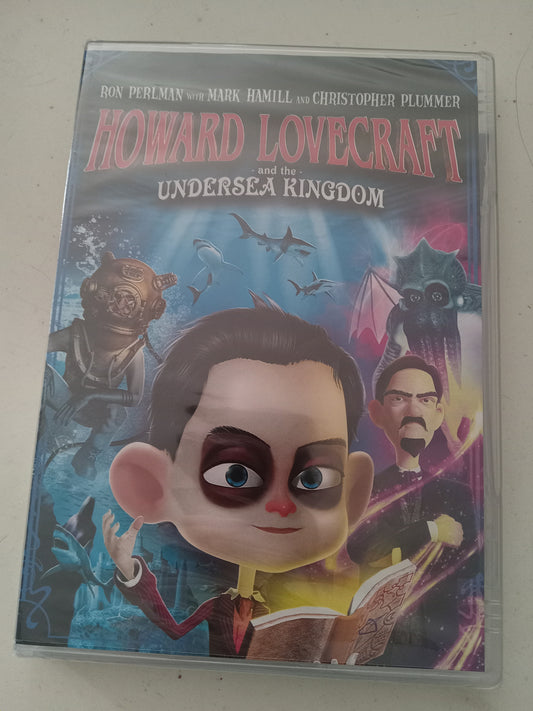 RON PERLMAN WITH MARK HAMILL AND CHRISTOPHER PLUMMER
HOWARD LOVECRAFT
- and the -
UNDERSEA KINGDOM